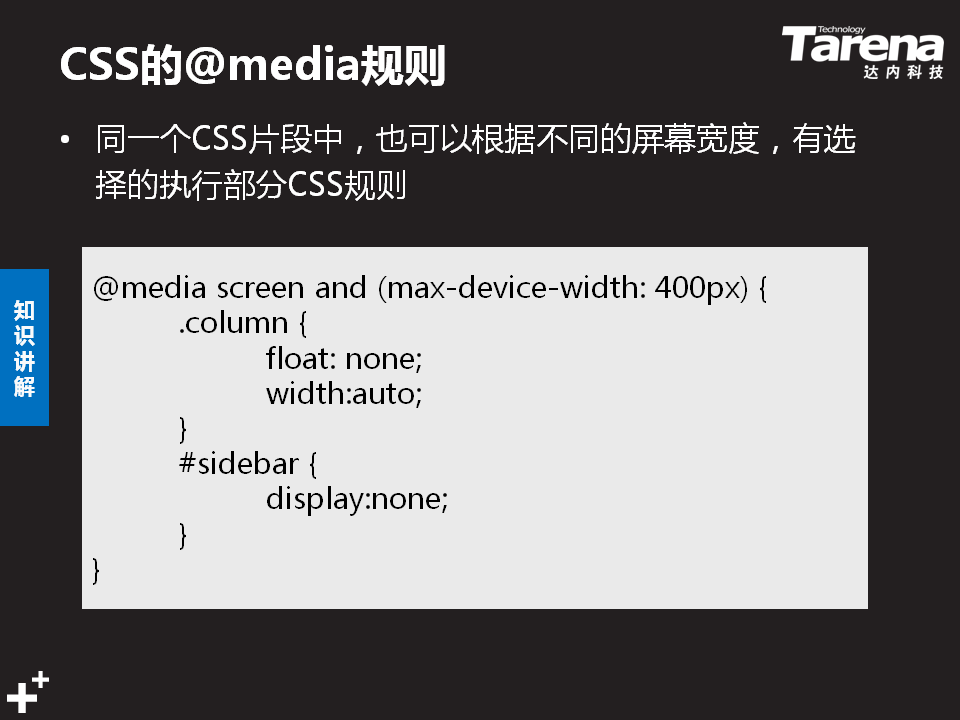 CSS的@media规则
Technology
Tarena
达内科技
• 同一个CSS片段中，也可以根据不同的屏幕宽度，有选
择的执行部分CSS规则
知识讲解
@media screen and (max-device-width: 400px) {
.column {
float: none;
width:auto;
}
#sidebar {
display:none;
}
}